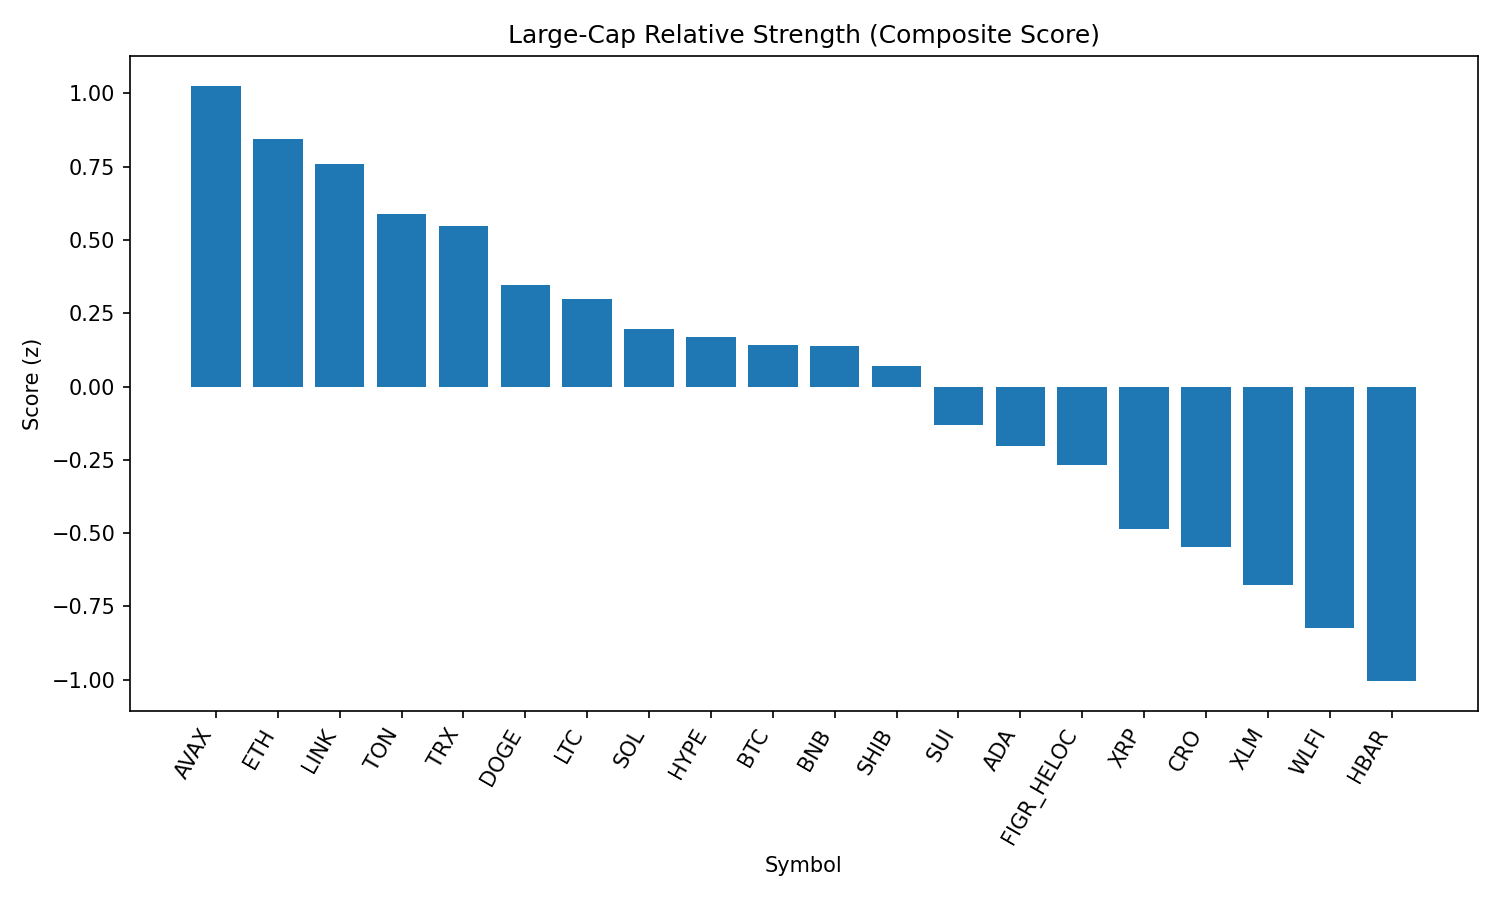 Large-Cap Relative Strength (Composite Score)
1.00
0.75
0.50
0.25
0.00
−0.25
−0.50
−0.75
−1.00
Score (z)
AVAX
ETH
LINK
TON
TRX
DOGE
LTC
SOL
HYPE
BTC
BNB
SHIB
SUI
ADA
FIGR_HELOC
XRP
CRO
XLM
WLFI
HBAR
Symbol